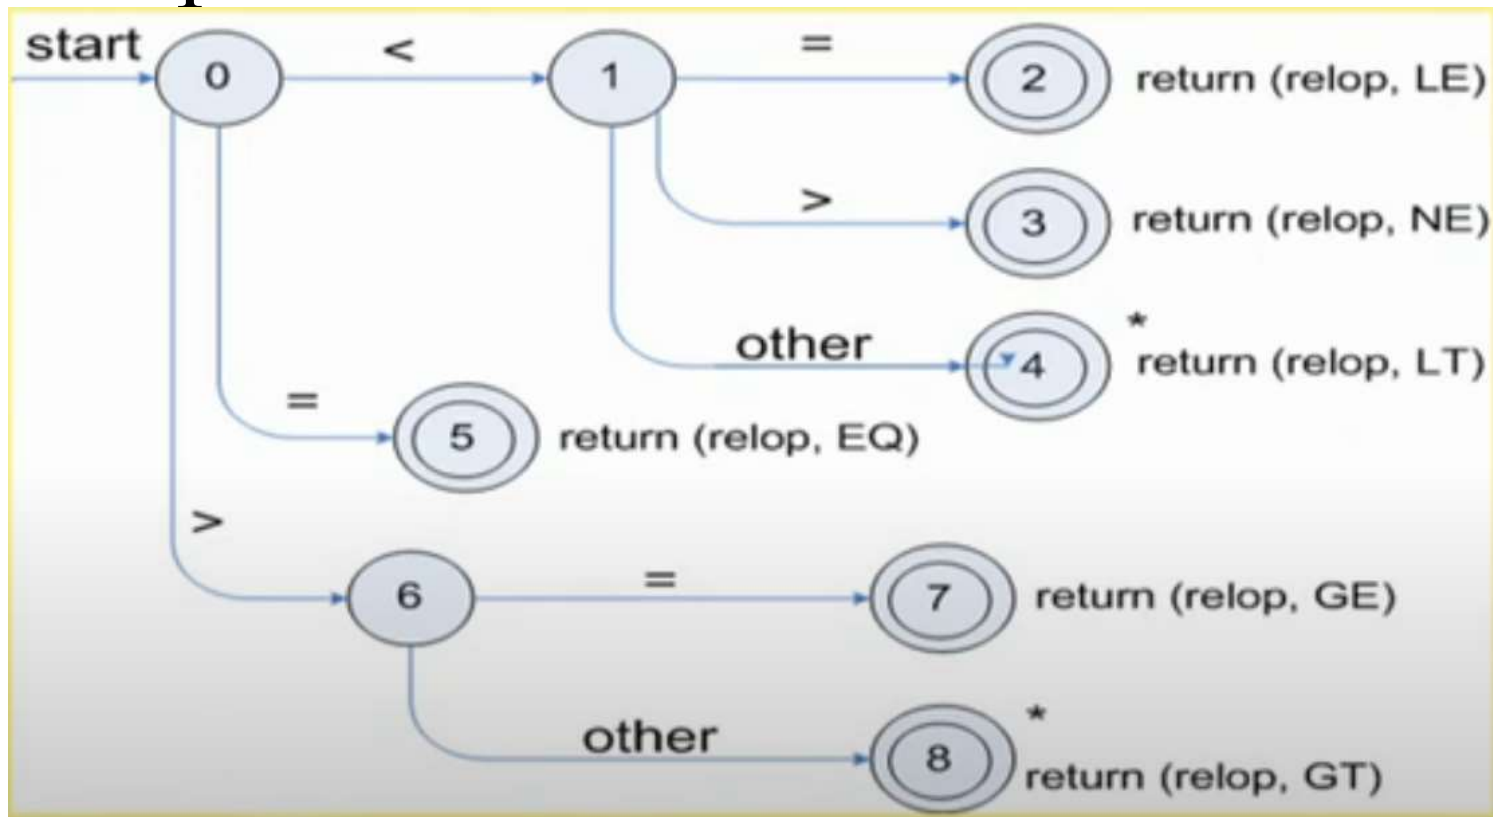 start 0 < 1 = 2 return (relop, LE)
> 3 return (relop, NE)
*
other 4 return (relop, LT)
= 5 return (relop, EQ)
>
6 = 7 return (relop, GE)
*
other 8 return (relop, GT)